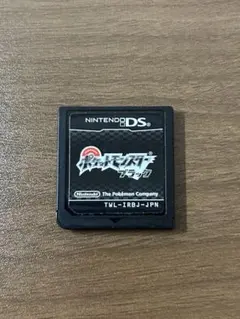 NINTENDO DS
ポケットモンスター
ブラック
Nintendo The Pokémon Company
TWL-IRBJ-JPN